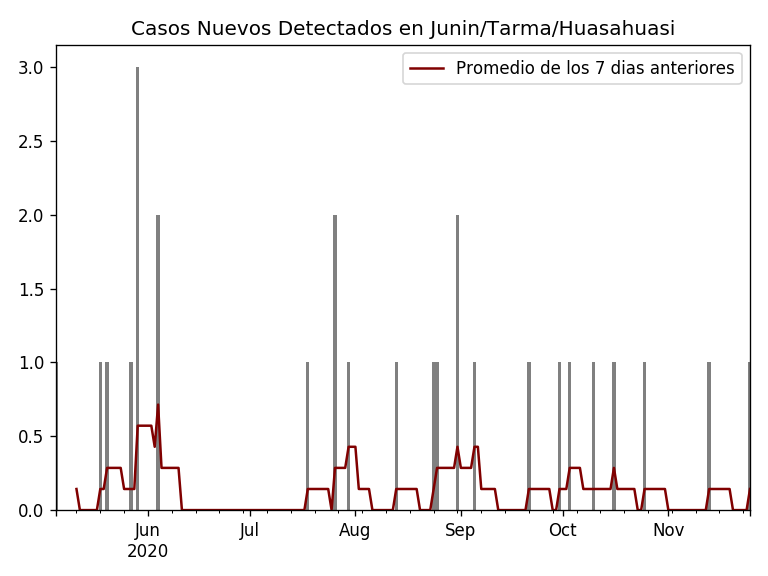 Casos Nuevos Detectados en Junin/Tarma/Huasahuasi
Promedio de los 7 dias anteriores
3.0
2.5
2.0
1.5
1.0
0.5
0.0
Jun Jul Aug Sep Oct Nov
2020